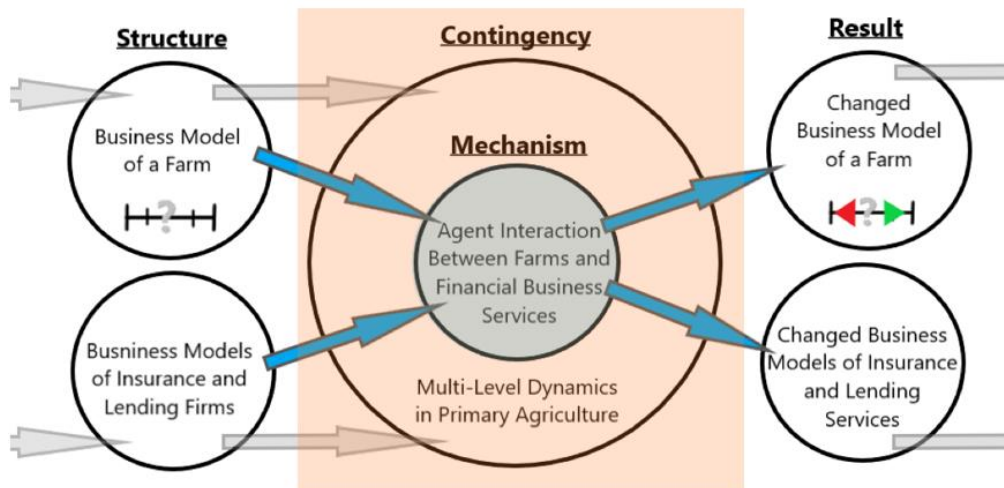 Structure
Business Model
of a Farm
?
Busniness Models
of Insurance and
Lending Firms
Contingency
Mechanism
Agent Interaction
Between Farms and
Financial Business
Services
Multi-Level Dynamics
in Primary Agriculture
Result
Changed
Business Model
of a Farm
?
Changed Business
Models of Insurance
and Lending
Services